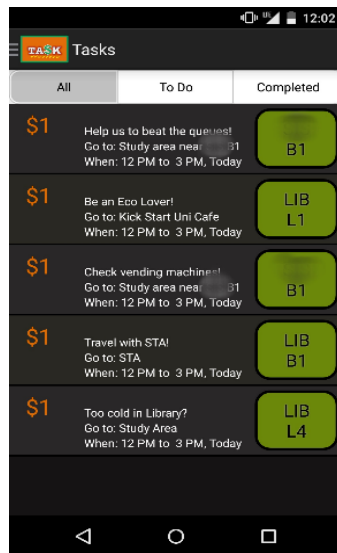 12:02
TASK Tasks
All To Do Completed
$1
Help us to beat the queues!
Go to: Study area near B1
When: 12 PM to 3 PM, Today
B1
$1
Be an Eco Lover!
Go to: Kick Start Uni Cafe
When: 12 PM to 3 PM, Today
LIB
L1
$1
Check vending machines!
Go to: Study area near B1
When: 12 PM to 3 PM, Today
B1
$1
Travel with STA!
Go to: STA
When: 12 PM to 3 PM, Today
LIB
B1
$1
Too cold in Library?
Go to: Study Area
When: 12 PM to 3 PM, Today
LIB
L4